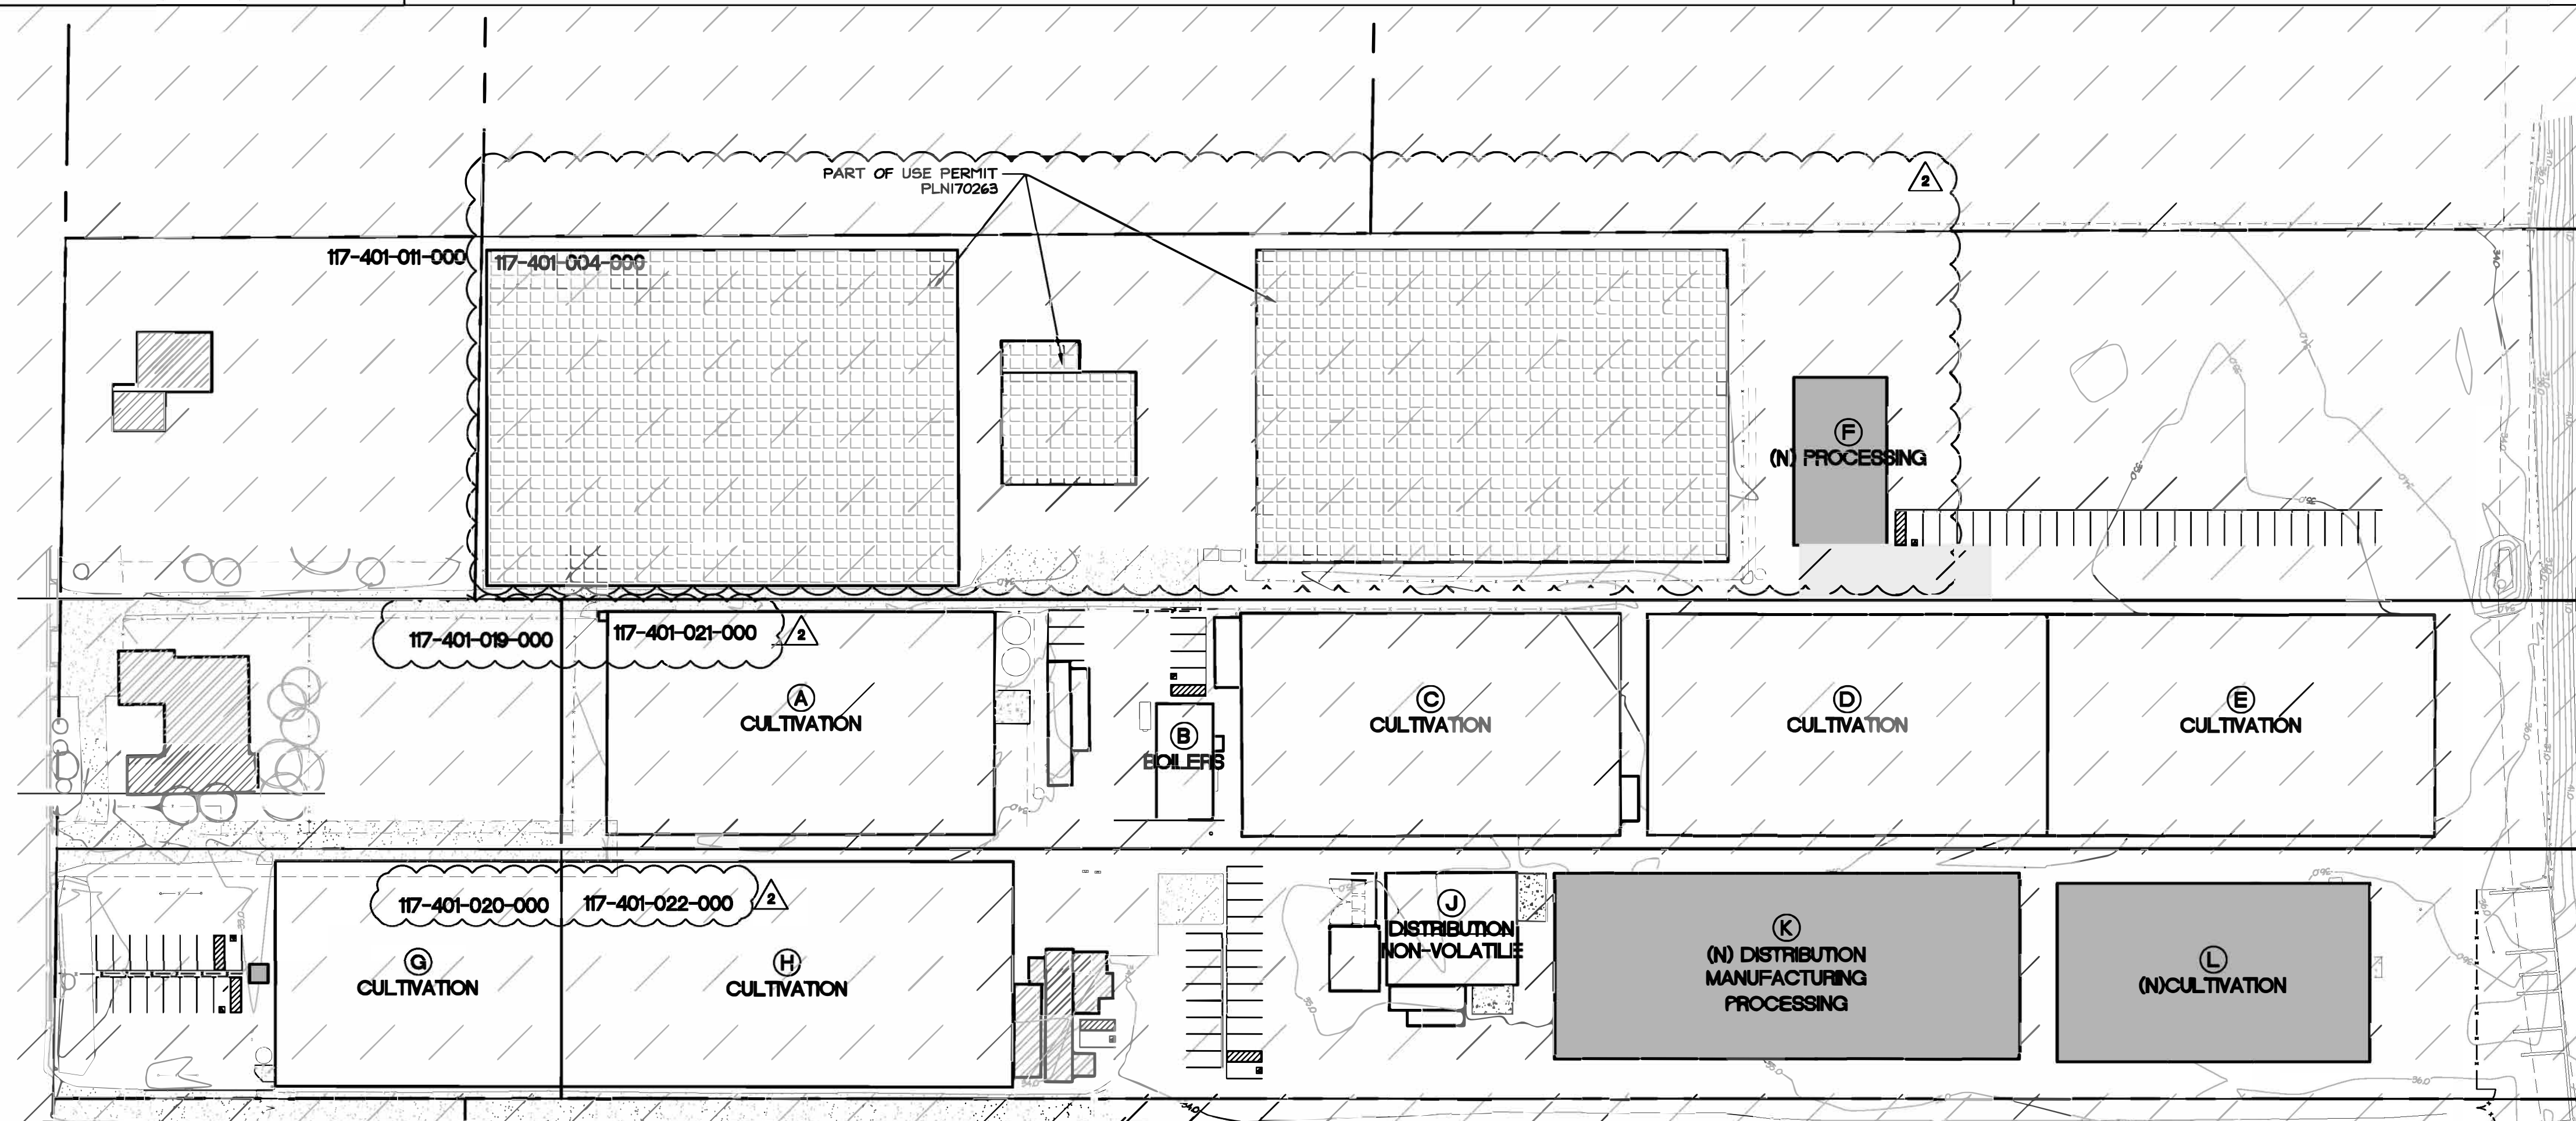 PART OF USE PERMIT
PLN170263
2
117-401-011-000
117-401-004-000
F
(N) PROCESSING
117-401-019-000
117-401-021-000
2
A
CULTIVATION
B
BOILERS
C
CULTIVATION
D
CULTIVATION
E
CULTIVATION
117-401-020-000
117-401-022-000
2
G
CULTIVATION
H
CULTIVATION
J
DISTRIBUTION
NON-VOLATILE
K
(N) DISTRIBUTION
MANUFACTURING
PROCESSING
L
(N)CULTIVATION